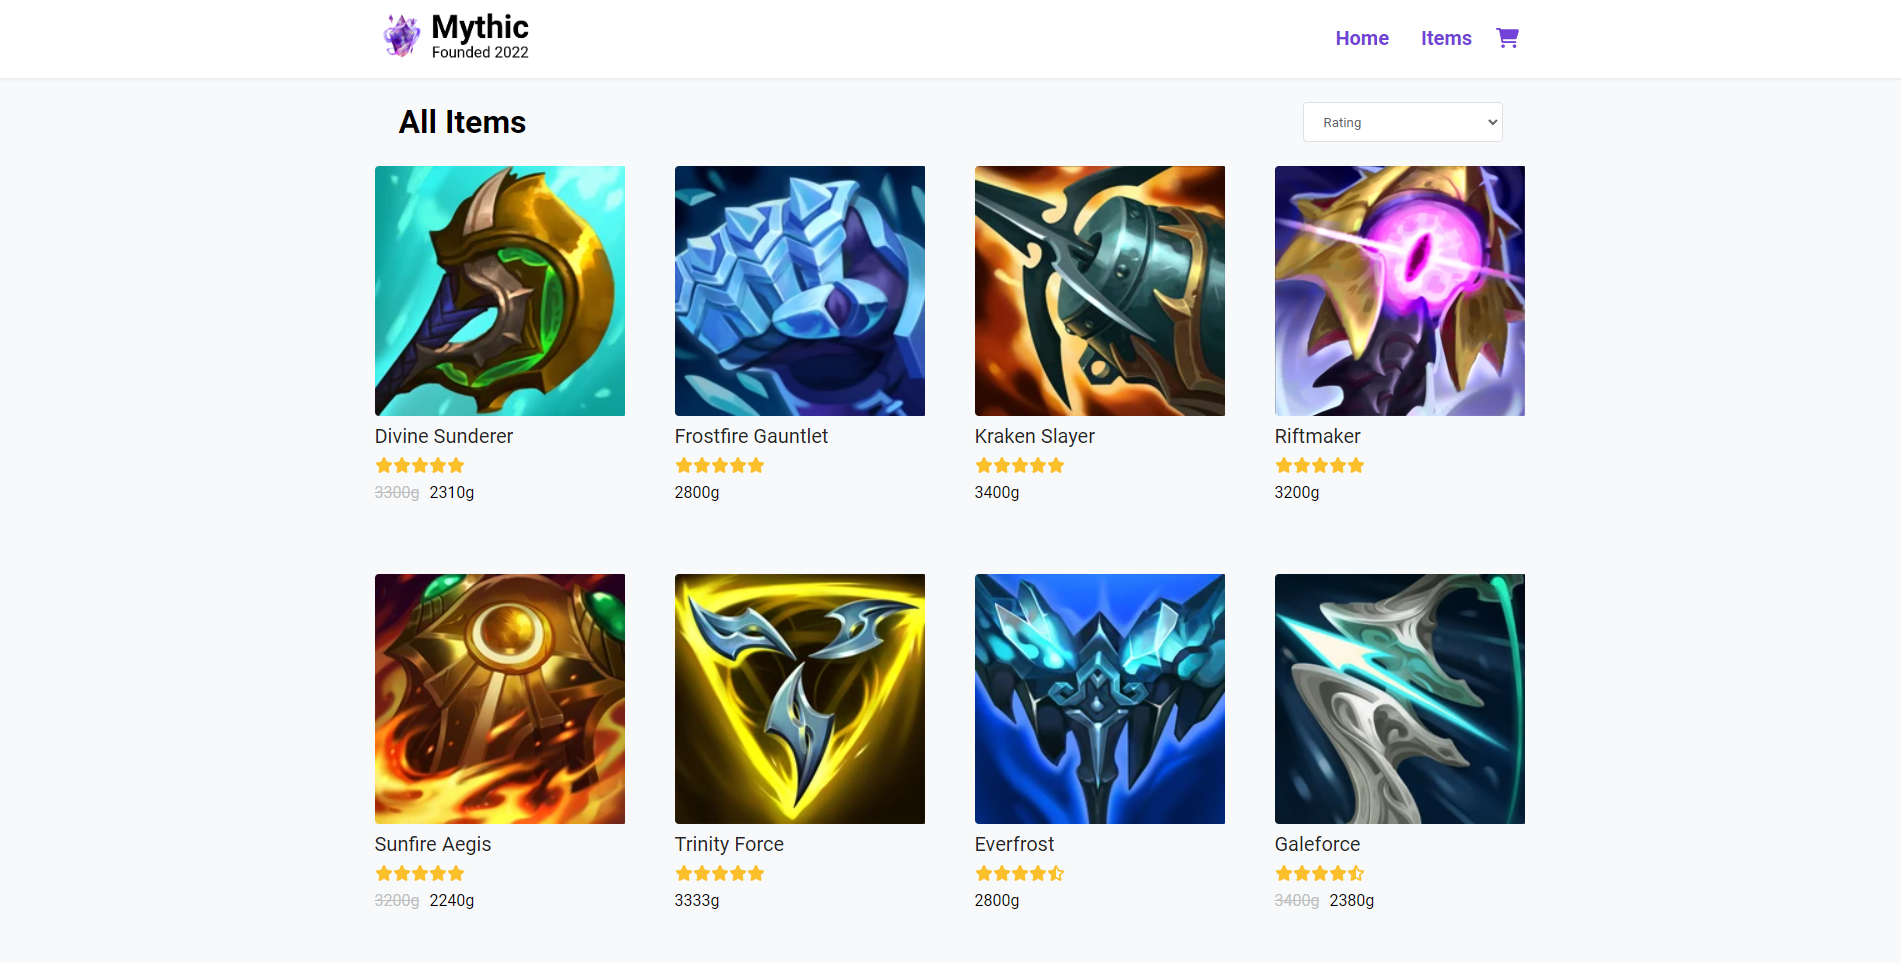 Mythic
Founded 2022
Home Items
All Items
Rating
Divine Sunderer
3300g 2310g
Frostfire Gauntlet
2800g
Kraken Slayer
3400g
Riftmaker
3200g
Sunfire Aegis
3200g 2240g
Trinity Force
3333g
Everfrost
2800g
Galeforce
3400g 2380g